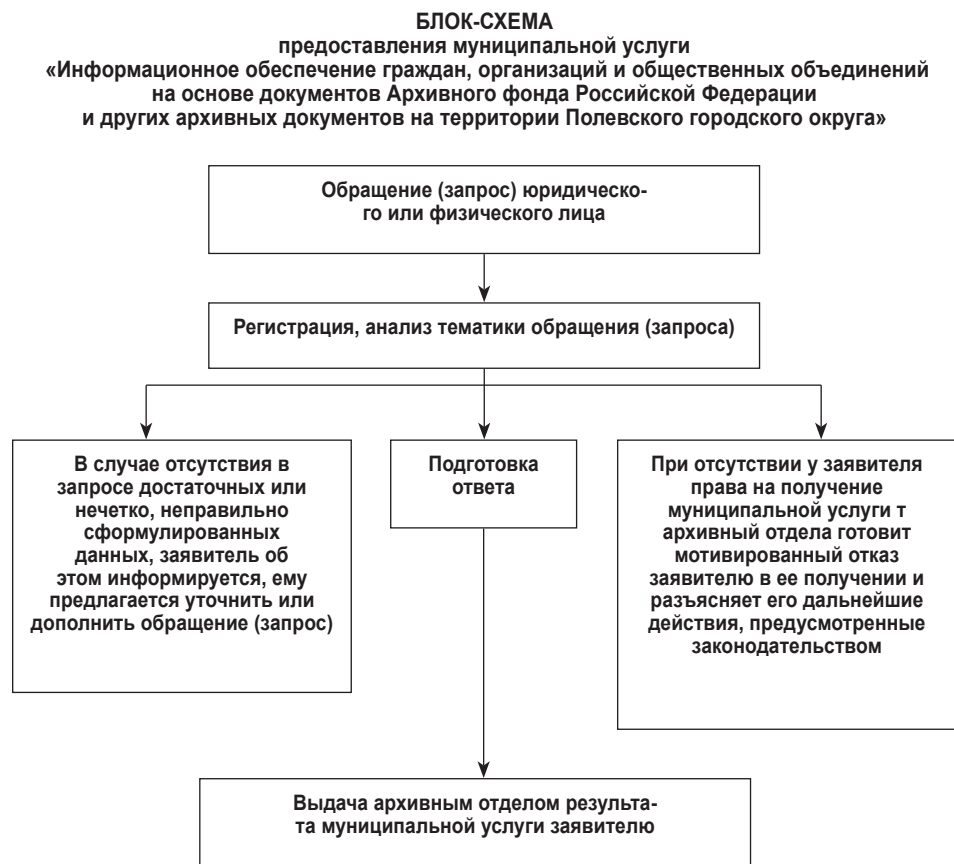 БЛОК-СХЕМА
предоставления муниципальной услуги
«Информационное обеспечение граждан, организаций и общественных объединений
на основе документов Архивного фонда Российской Федерации
и других архивных документов на территории Полевского городского округа»
Обращение (запрос) юридическо-
го или физического лица
Регистрация, анализ тематики обращения (запроса)
В случае отсутствия в
запросе достаточных или
нечетко, неправильно
сформулированных
данных, заявитель об
этом информируется, ему
предлагается уточнить или
дополнить обращение (запрос)
Подготовка
ответа
При отсутствии у заявителя
права на получение
муниципальной услуги т
архивный отдела готовит
мотивированный отказ
заявителю в ее получении и
разъясняет его дальнейшие
действия, предусмотренные
законодательством
Выдача архивным отделом результа-
та муниципальной услуги заявителю